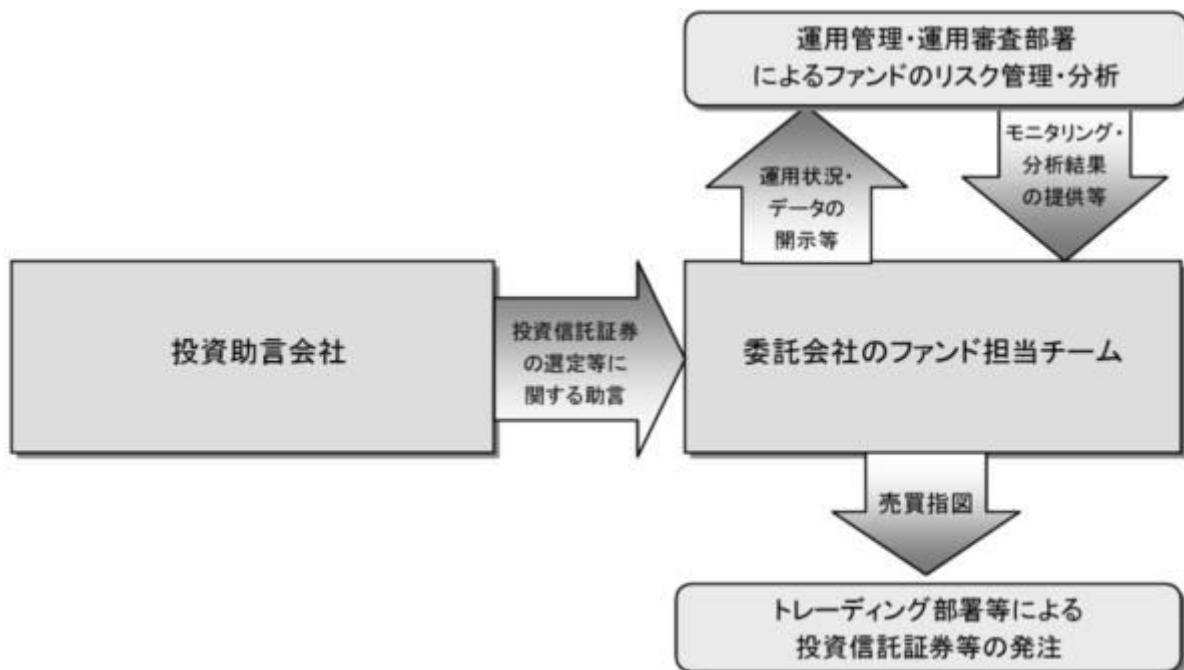 運用管理・運用審査部署
によるファンドのリスク管理・分析
運用状況・
データの
開示等
モニタリング・
分析結果
の提供等
投資助言会社
投資信託証券
の選定等に
関する助言
委託会社のファンド担当チーム
売買指図
トレーディング部署等による
投資信託証券等の発注